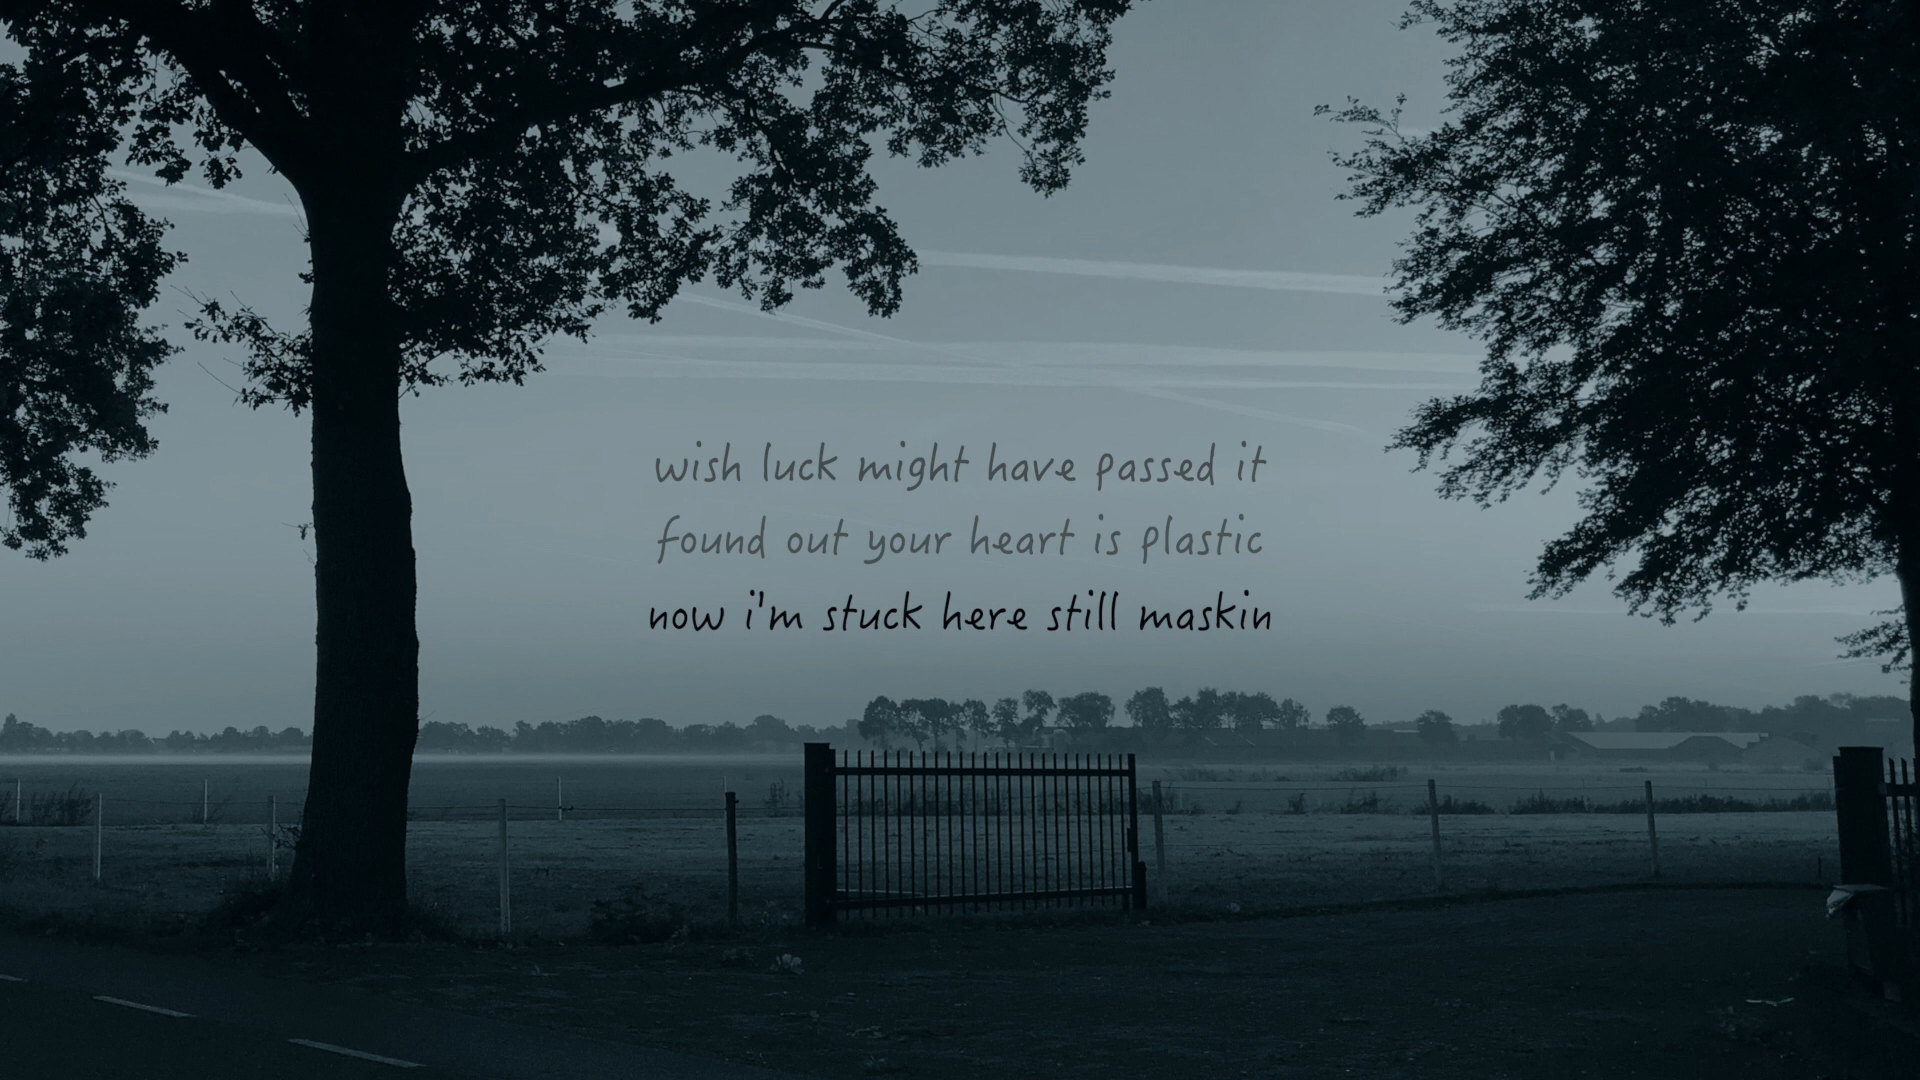 wish luck might have passed it
found out your heart is plastic
now i'm stuck here still maskin